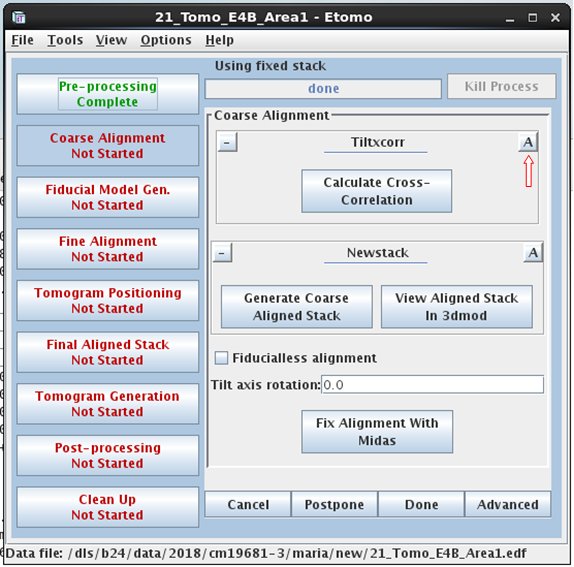 21_Tomo_E4B_Area1 - Etomo
File Tools View Options Help
Using fixed stack
Pre-processing
Complete
done
Kill Process
Coarse Alignment
Not Started
Fiducial Model Gen.
Not Started
Fine Alignment
Not Started
Tomogram Positioning
Not Started
Final Aligned Stack
Not Started
Tomogram Generation
Not Started
Post-processing
Not Started
Clean Up
Not Started
Coarse Alignment
- Tiltxcorr A
Calculate Cross-
Correlation
- Newstack A
Generate Coarse
Aligned Stack
View Aligned Stack
In 3dmod
Fiducialless alignment
Tilt axis rotation: 0.0
Fix Alignment With
Midas
Cancel Postpone Done Advanced
Data file: /dls/b24/data/2018/cm19681-3/maria/new/21_Tomo_E4B_Area1.edf